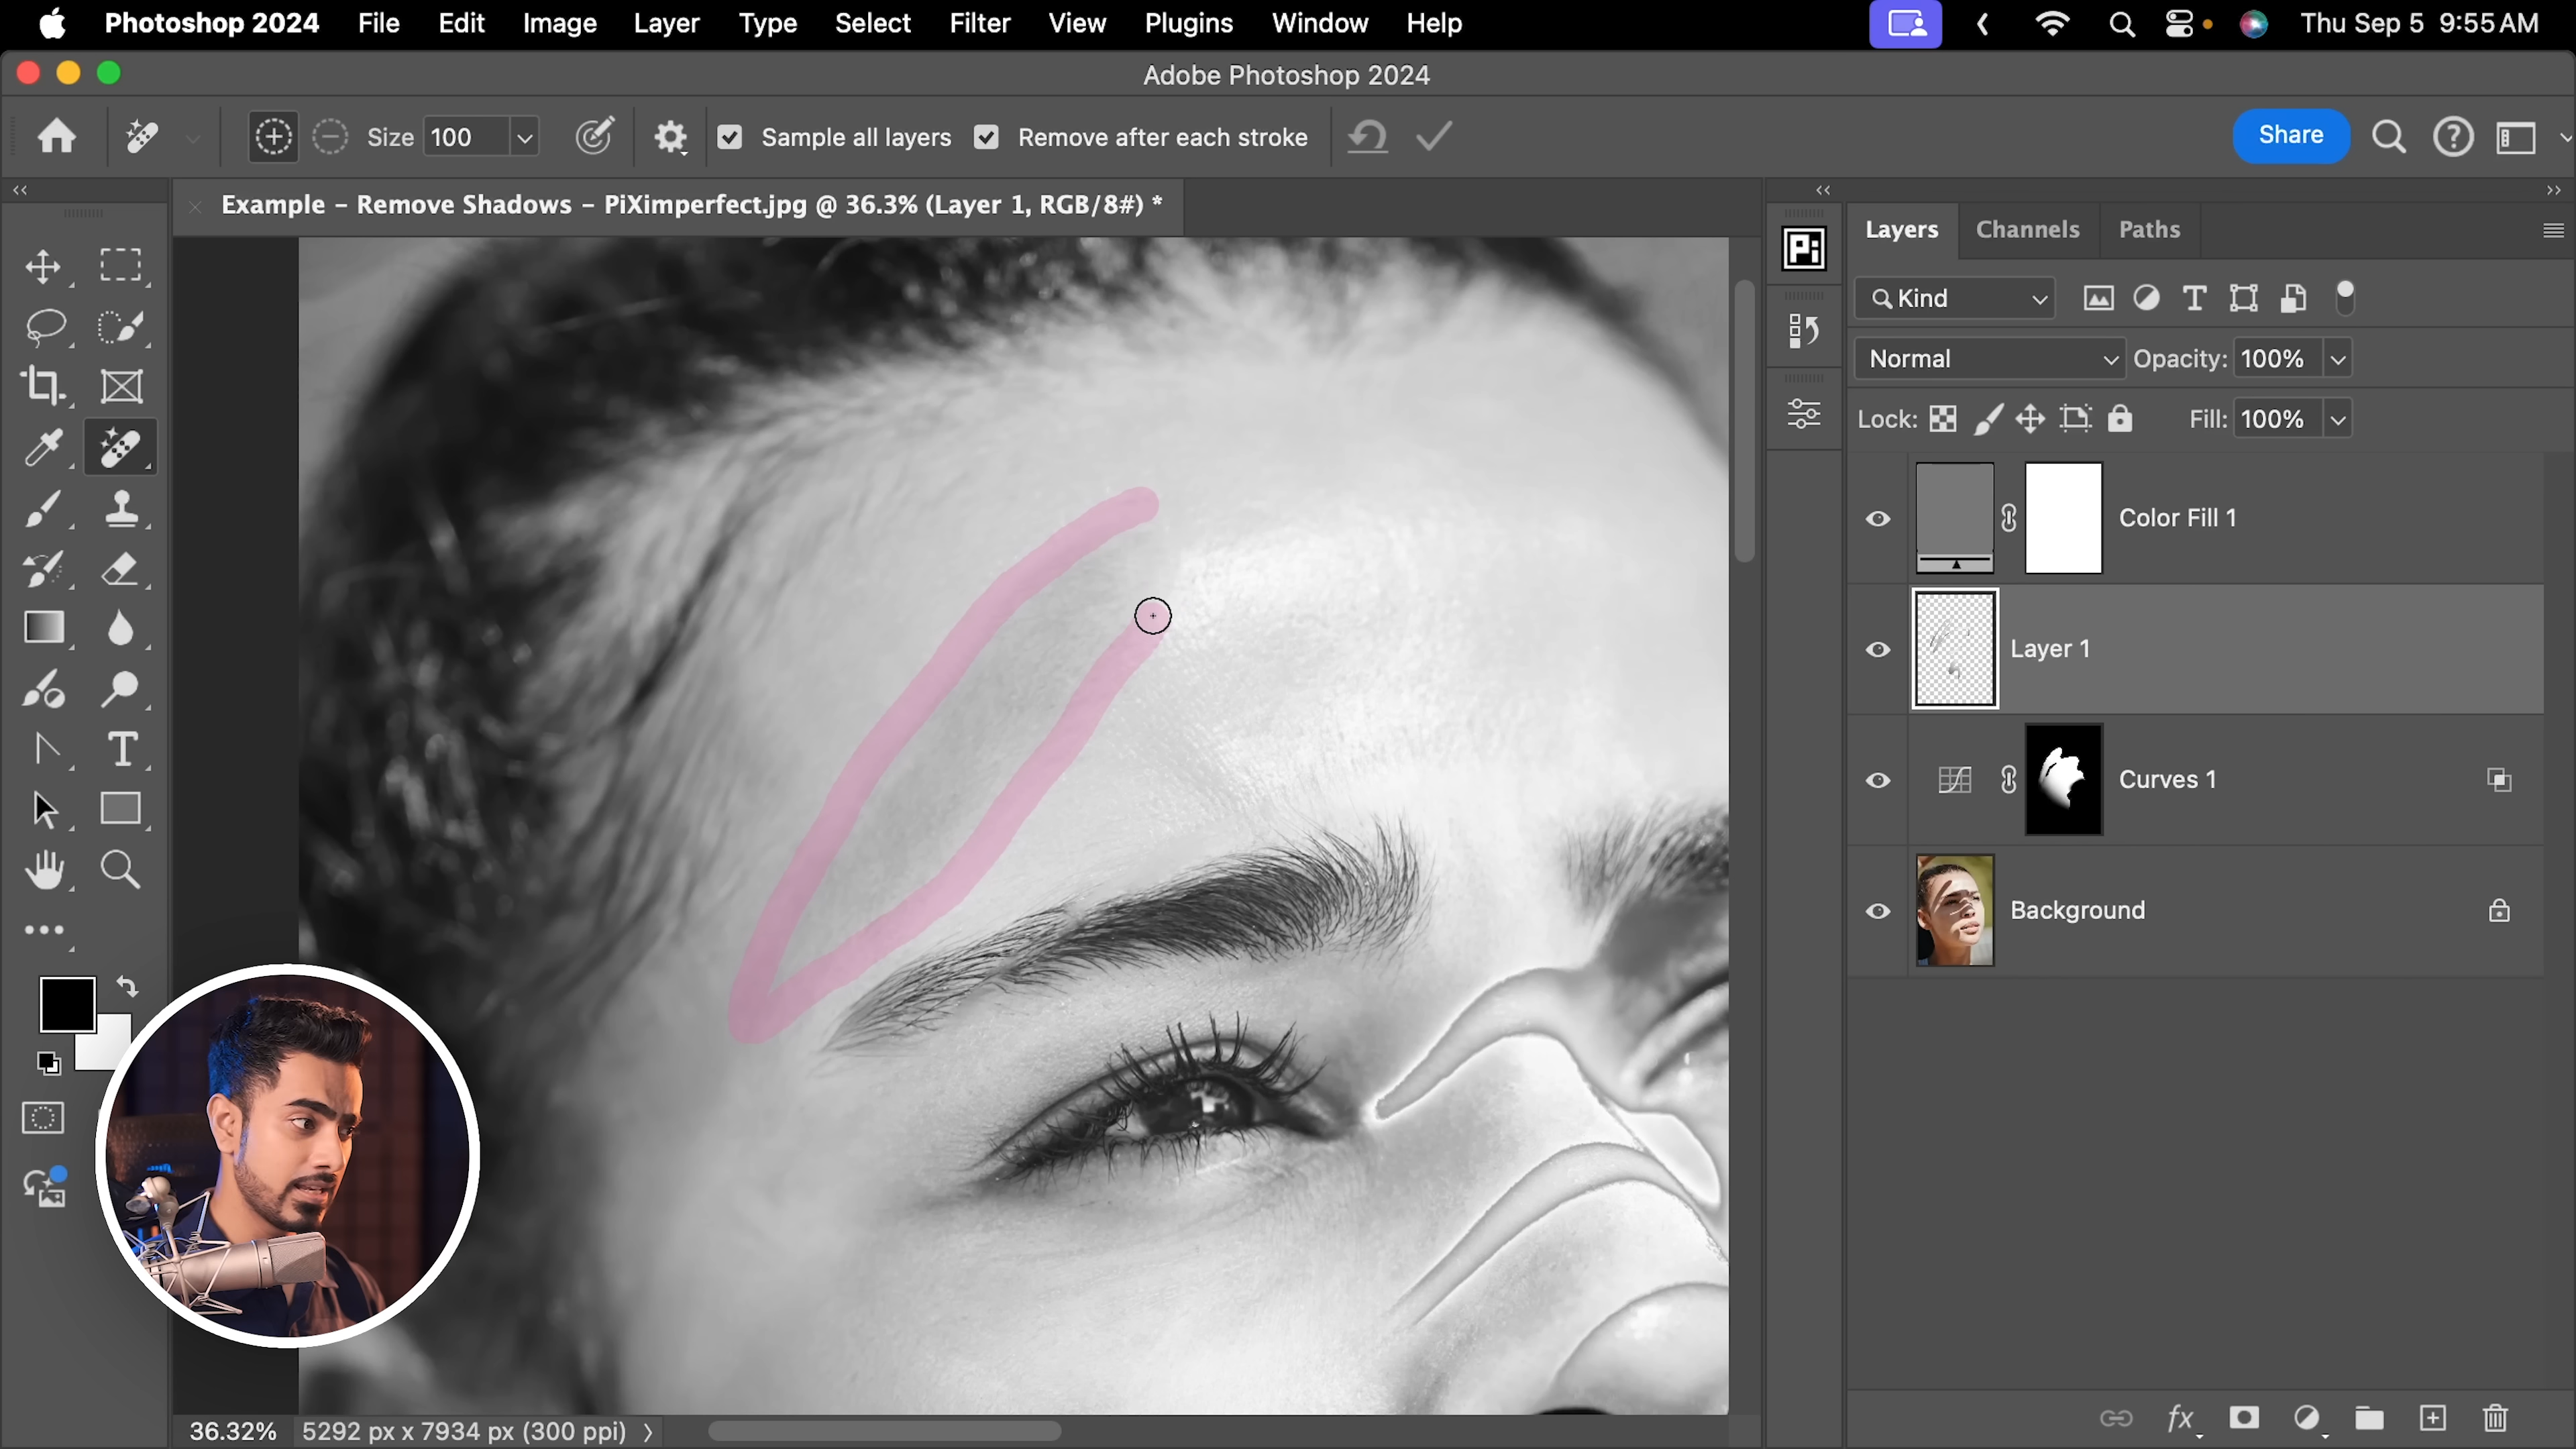 Photoshop 2024 File Edit Image Layer Type Select Filter View Plugins Window Help Thu Sep 5 9:55 AM
Adobe Photoshop 2024
Size 100 Sample all layers Remove after each stroke Share
Example – Remove Shadows – PiXimperfect.jpg @ 36.3% (Layer 1, RGB/8#) *
Pi
Layers Channels Paths
Kind
Normal Opacity: 100%
Lock: Fill: 100%
Color Fill 1
Layer 1
Curves 1
Background
36.32% 5292 px x 7934 px (300 ppi)
fx